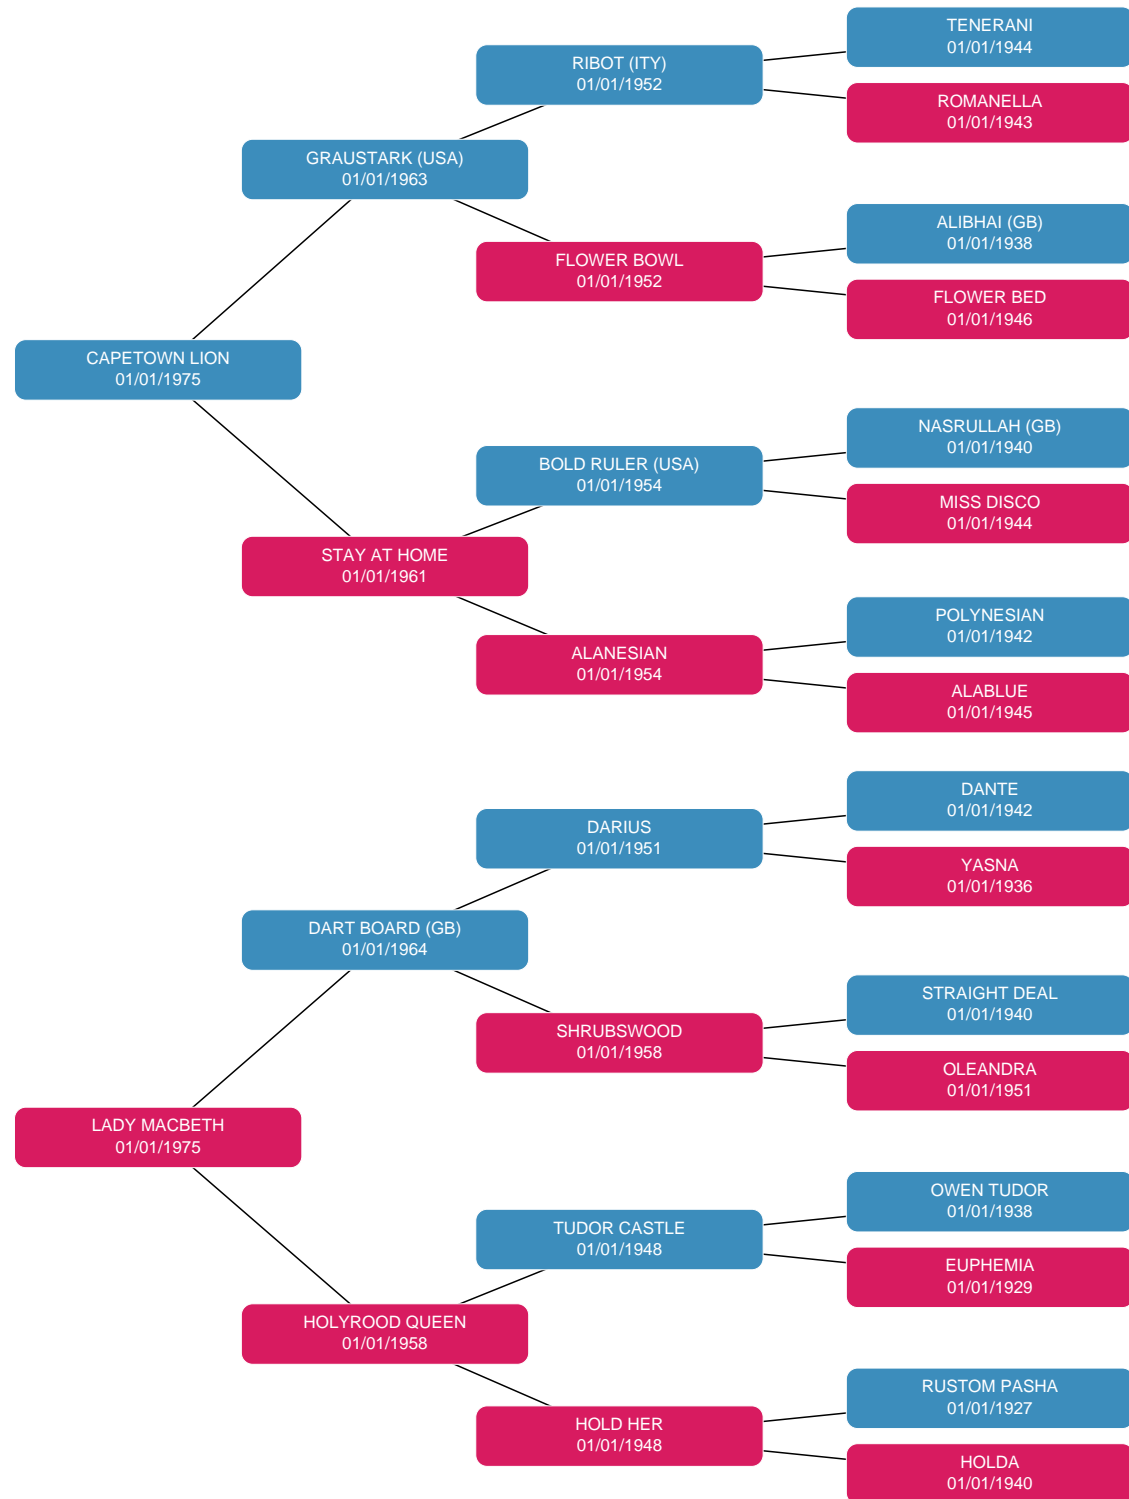 TENERANI
01/01/1944
RIBOT (ITY)
01/01/1952
ROMANELLA
01/01/1943
GRAUSTARK (USA)
01/01/1963
ALIBHAI (GB)
01/01/1938
FLOWER BOWL
01/01/1952
FLOWER BED
01/01/1946
CAPETOWN LION
01/01/1975
NASRULLAH (GB)
01/01/1940
BOLD RULER (USA)
01/01/1954
MISS DISCO
01/01/1944
STAY AT HOME
01/01/1961
POLYNESIAN
01/01/1942
ALANESIAN
01/01/1954
ALABLUE
01/01/1945
DANTE
01/01/1942
DARIUS
01/01/1951
YASNA
01/01/1936
DART BOARD (GB)
01/01/1964
STRAIGHT DEAL
01/01/1940
SHRUBSWOOD
01/01/1958
OLEANDRA
01/01/1951
LADY MACBETH
01/01/1975
OWEN TUDOR
01/01/1938
TUDOR CASTLE
01/01/1948
EUPHEMIA
01/01/1929
HOLYROOD QUEEN
01/01/1958
RUSTOM PASHA
01/01/1927
HOLD HER
01/01/1948
HOLDA
01/01/1940